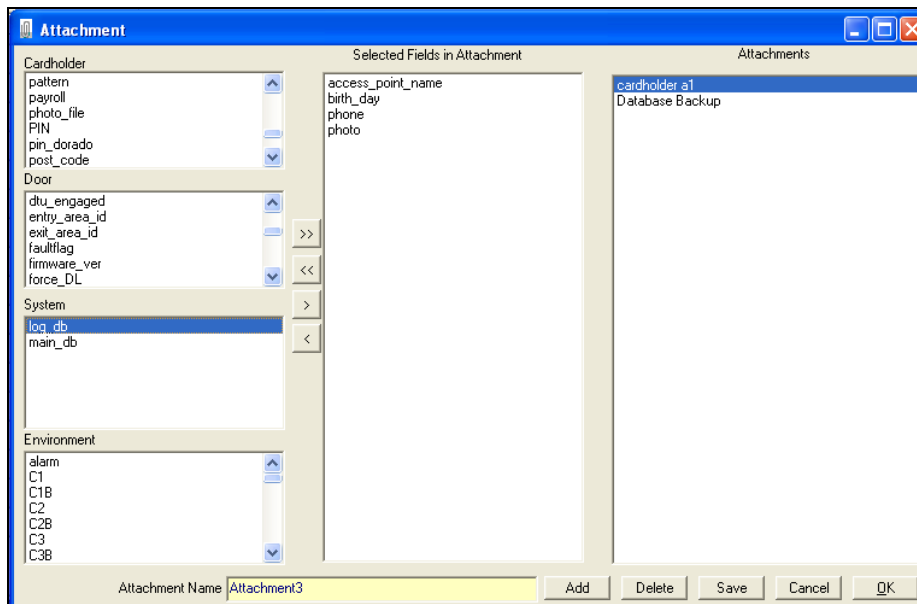 Attachment
Cardholder
pattern
payroll
photo_file
PIN
pin_dorado
post_code
Door
dtu_engaged
entry_area_id
exit_area_id
faultflag
firmware_ver
force_DL
System
log_db
main_db
Environment
alarm
C1
C1B
C2
C2B
C3
C3B
>>
<<
>
<
Selected Fields in Attachment
access_point_name
birth_day
phone
photo
Attachments
cardholder a1
Database Backup
Attachment Name Attachment3 Add Delete Save Cancel OK